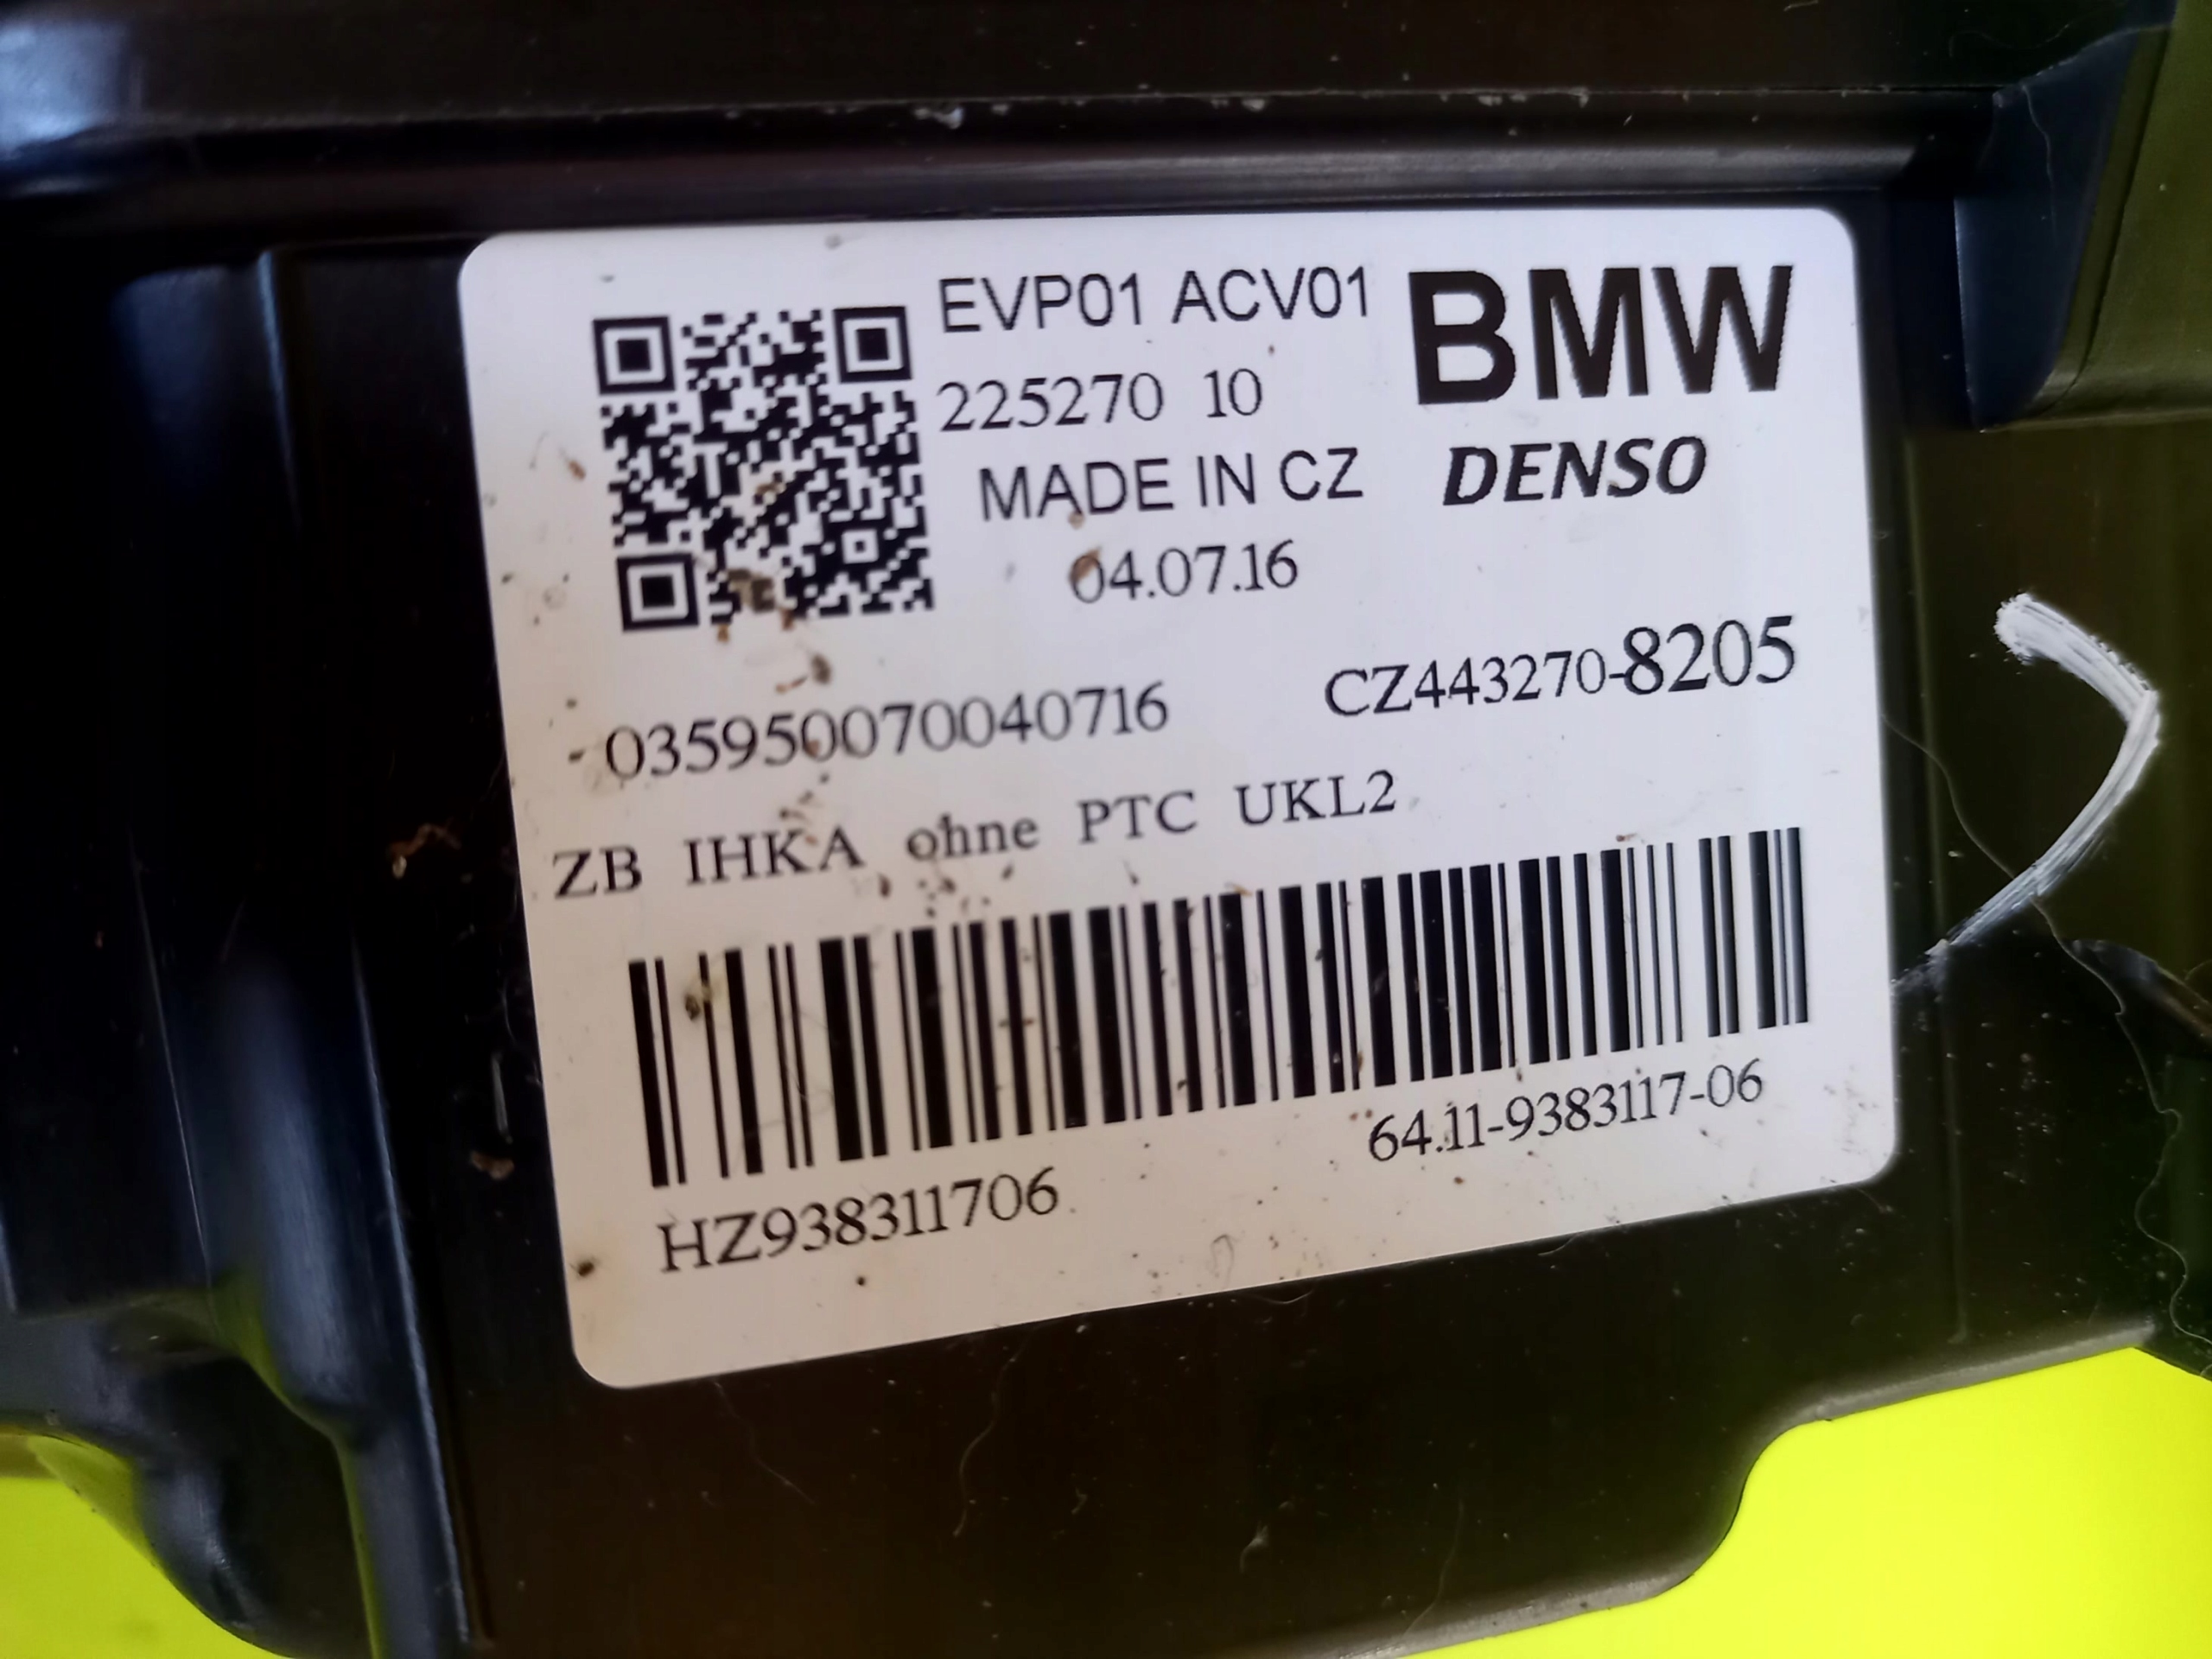 EVP01 ACV01 BMW
225270 10
MADE IN CZ DENSO
04.07.16
035950070040716 CZ443270-8205
ZB IHKA ohne PTC UKL2
64.11-9383117-06
HZ938311706